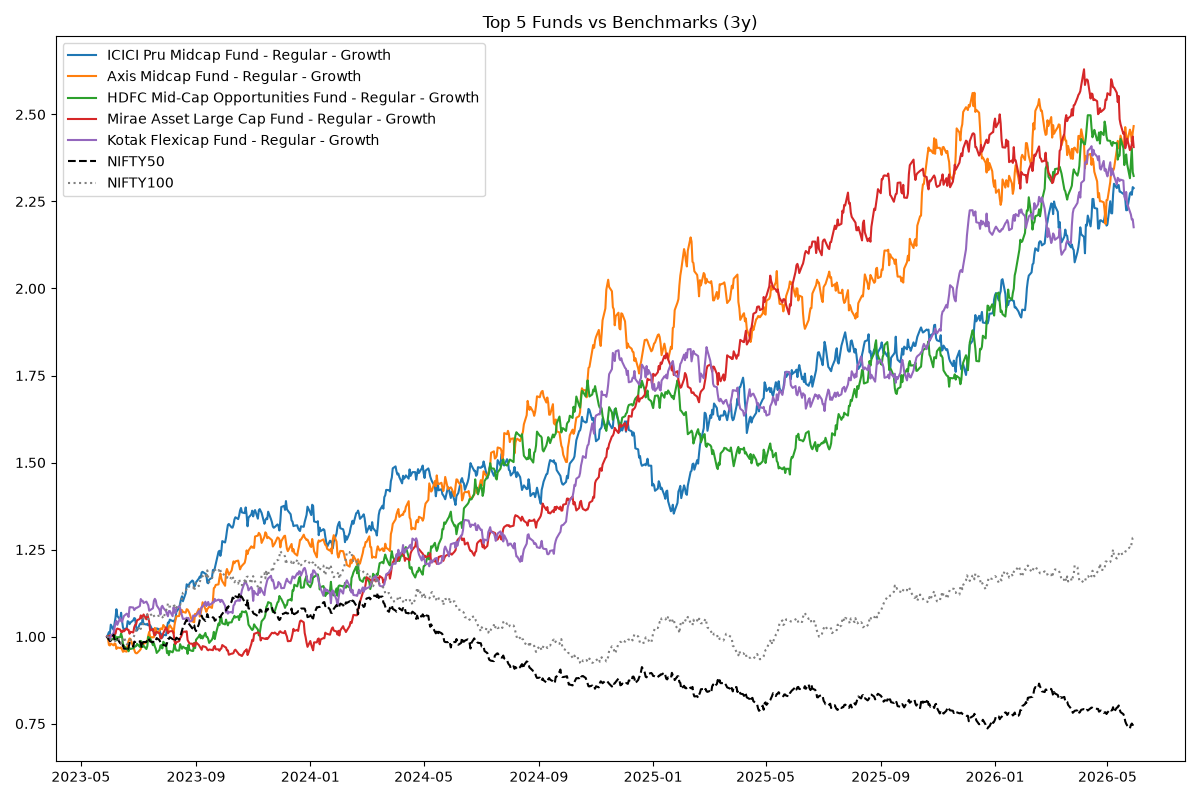 Top 5 Funds vs Benchmarks (3y)
ICICI Pru Midcap Fund - Regular - Growth
Axis Midcap Fund - Regular - Growth
HDFC Mid-Cap Opportunities Fund - Regular - Growth
Mirae Asset Large Cap Fund - Regular - Growth
Kotak Flexicap Fund - Regular - Growth
NIFTY50
NIFTY100
2.50
2.25
2.00
1.75
1.50
1.25
1.00
0.75
2023-05 2023-09 2024-01 2024-05 2024-09 2025-01 2025-05 2025-09 2026-01 2026-05